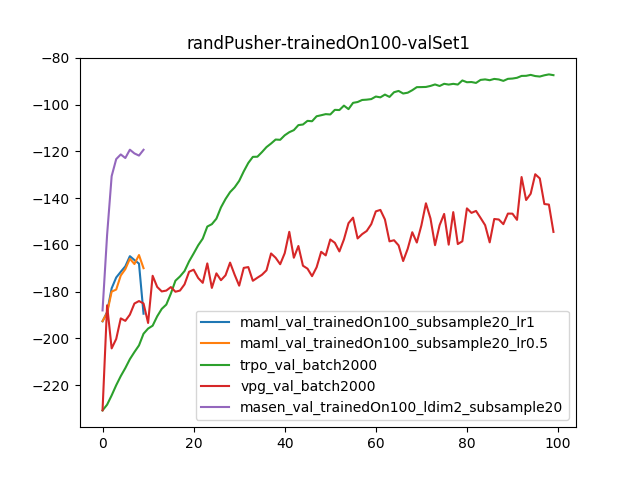 randPusher-trainedOn100-valSet1
−80
−100
−120
−140
−160
−180
−200
−220
0
20
40
60
80
100
maml_val_trainedOn100_subsample20_lr1
maml_val_trainedOn100_subsample20_lr0.5
trpo_val_batch2000
vpg_val_batch2000
masen_val_trainedOn100_ldim2_subsample20